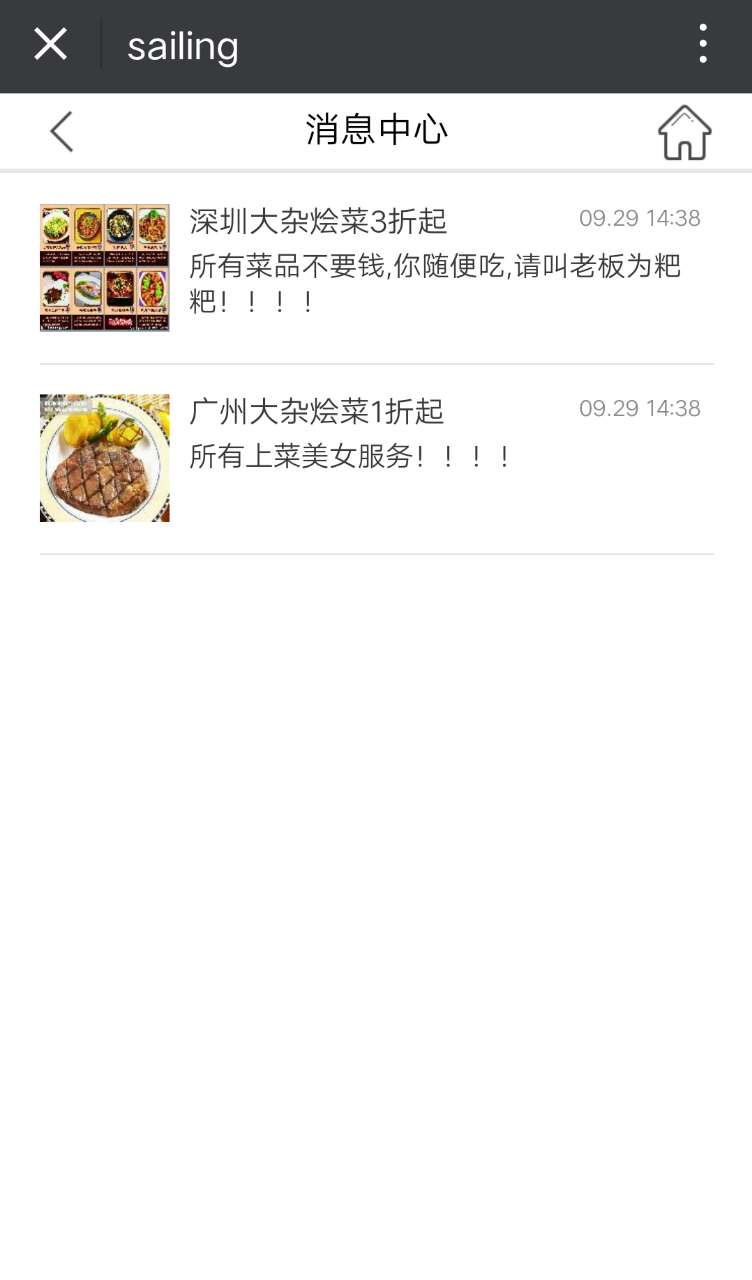 sailing
消息中心
深圳大杂烩菜3折起
09.29 14:38
所有菜品不要钱,你随便吃,请叫老板为粑
粑！！！！
广州大杂烩菜1折起
09.29 14:38
所有上菜美女服务！！！！